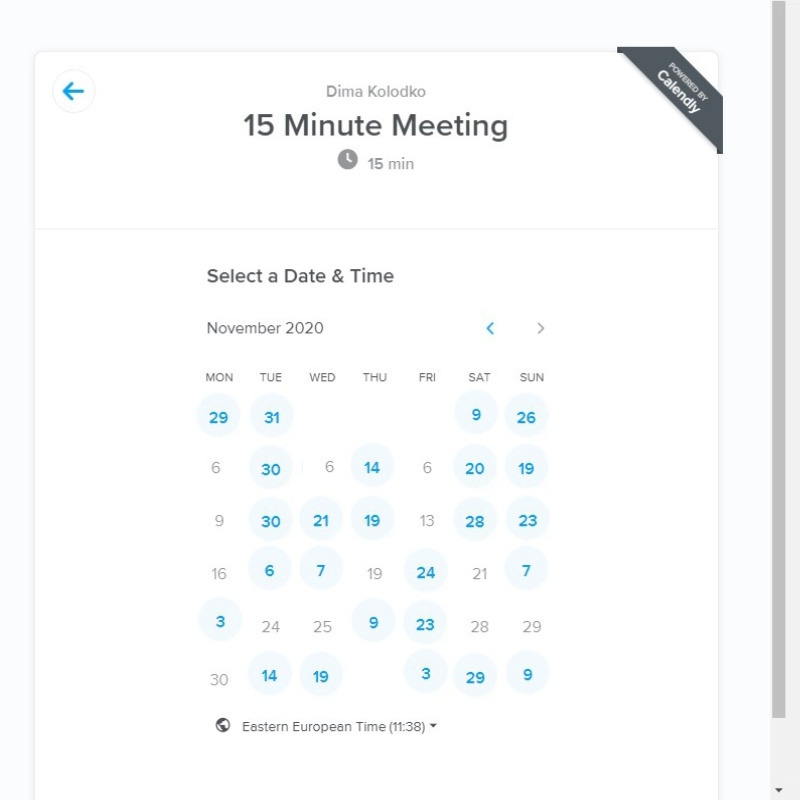 POWERED BY
Calendly
Dima Kolodko
15 Minute Meeting
15 min
Select a Date & Time
November 2020
MON TUE WED THU FRI SAT SUN
29 31 9 26
6 30 6 14 6 20 19
9 30 21 19 13 28 23
16 6 7 19 24 21 7
3 24 25 9 23 28 29
30 14 19 3 29 9
Eastern European Time (11:38)